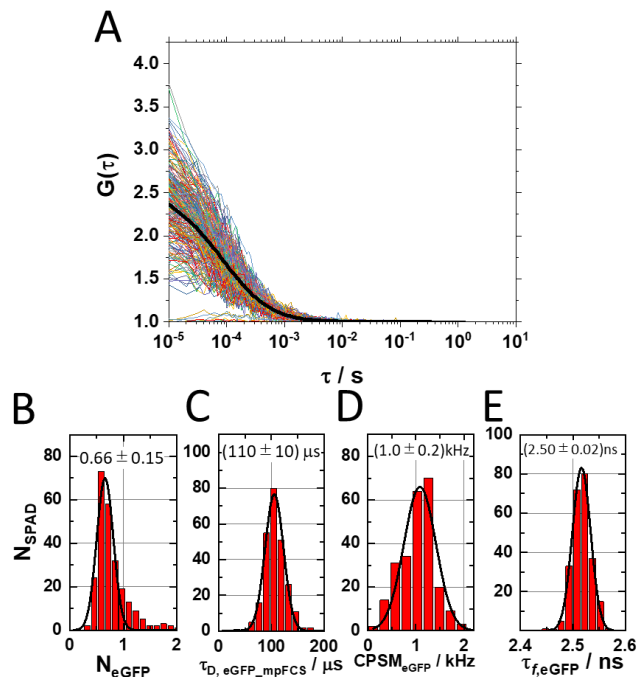 A
G(τ)
4.0
3.5
3.0
2.5
2.0
1.5
1.0
10⁻⁵ 10⁻⁴ 10⁻³ 10⁻² 10⁻¹ 10⁰ 10¹
τ / s
B
N_SPAD
80
60
40
20
0
0.66 ± 0.15
0 1 2
N_eGFP
C
100
80
60
40
20
0
(110 ± 10) μs
0 100 200
τ_D, eGFP_mpFCS / μs
D
80
60
40
20
0
(1.0 ± 0.2)kHz
0 1 2
CPSM_eGFP / kHz
E
100
80
60
40
20
(2.50 ± 0.02)ns
2.4 2.5 2.6
τ_f,eGFP / ns